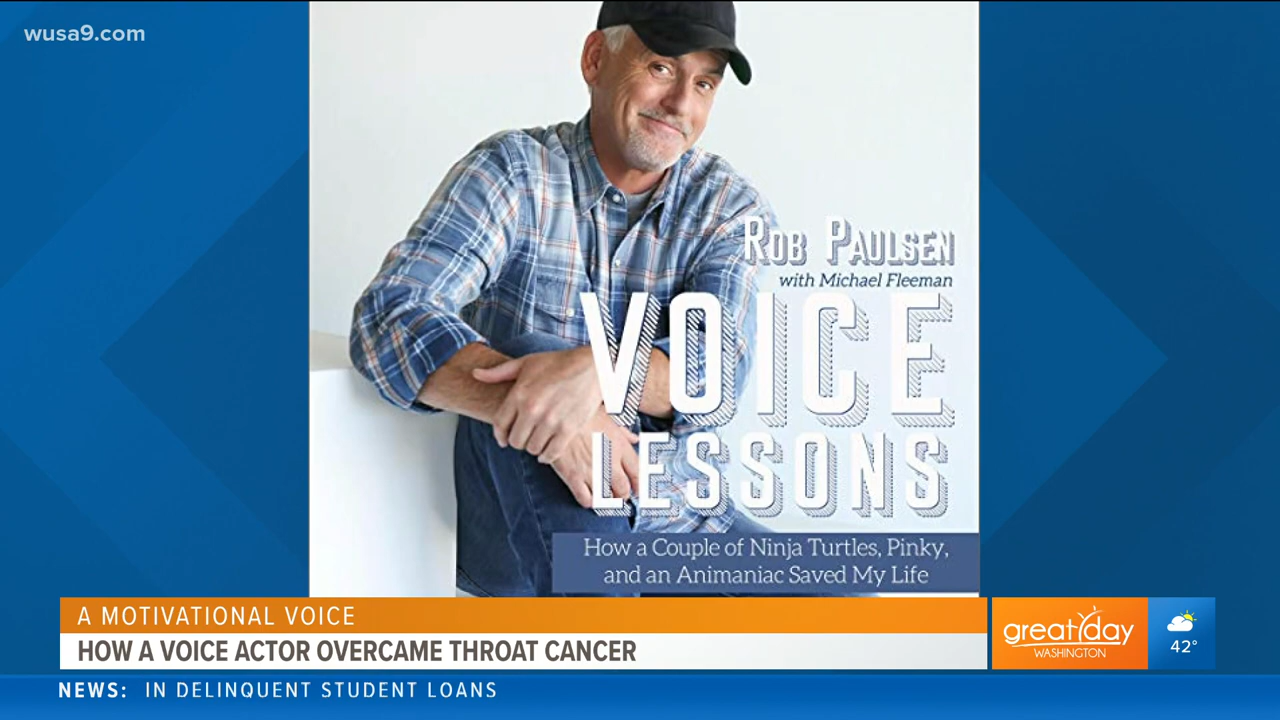 wusa9.com
ROB PAULSEN
with Michael Fleeman
VOICE
LESSONS
How a Couple of Ninja Turtles, Pinky,
and an Animaniac Saved My Life
A MOTIVATIONAL VOICE
HOW A VOICE ACTOR OVERCAME THROAT CANCER
great day
WASHINGTON
42°
NEWS: IN DELINQUENT STUDENT LOANS